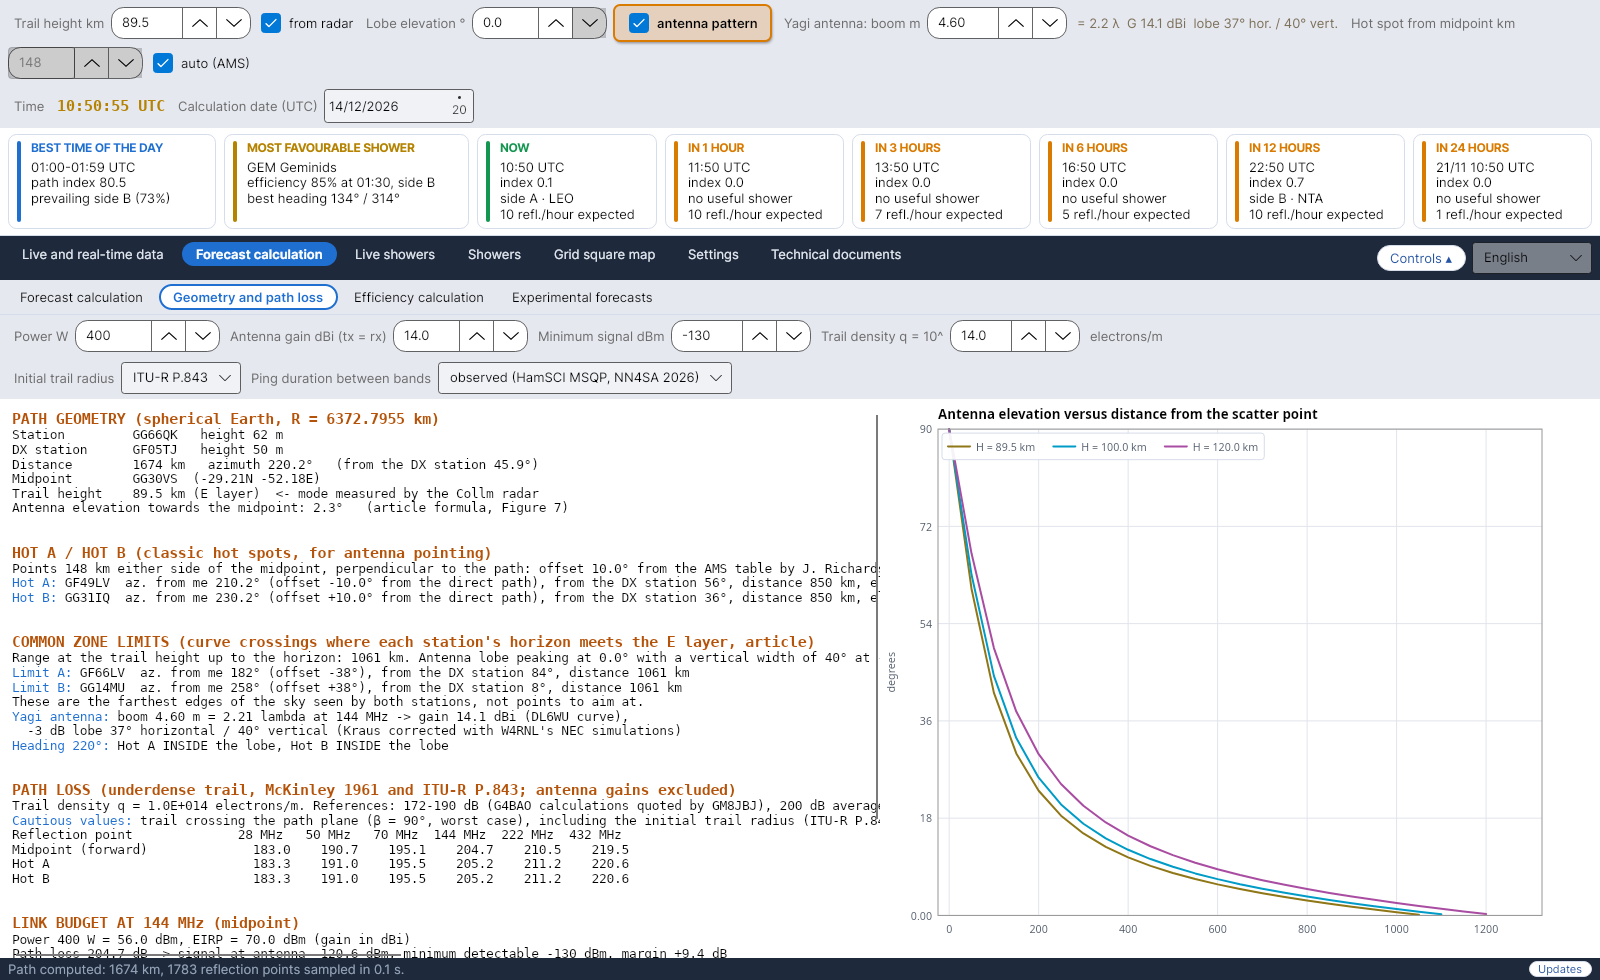 Trail height km 89.5 from radar Lobe elevation ° 0.0 antenna pattern Yagi antenna: boom m 4.60 = 2.2 λ G 14.1 dBi lobe 37° hor. / 40° vert. Hot spot from midpoint km
148 auto (AMS)
Time 10:50:55 UTC Calculation date (UTC) 14/12/2026 20
BEST TIME OF THE DAY
01:00-01:59 UTC
path index 80.5
prevailing side B (73%)
MOST FAVOURABLE SHOWER
GEM Geminids
efficiency 85% at 01:30, side B
best heading 134° / 314°
NOW
10:50 UTC
index 0.1
side A · LEO
10 refl./hour expected
IN 1 HOUR
11:50 UTC
index 0.0
no useful shower
10 refl./hour expected
IN 3 HOURS
13:50 UTC
index 0.0
no useful shower
7 refl./hour expected
IN 6 HOURS
16:50 UTC
index 0.0
no useful shower
5 refl./hour expected
IN 12 HOURS
22:50 UTC
index 0.7
side B · NTA
10 refl./hour expected
IN 24 HOURS
21/11 10:50 UTC
index 0.0
no useful shower
1 refl./hour expected
Live and real-time data Forecast calculation Live showers Showers Grid square map Settings Technical documents Controls ▴ English
Forecast calculation Geometry and path loss Efficiency calculation Experimental forecasts
Power W 400 Antenna gain dBi (tx = rx) 14.0 Minimum signal dBm -130 Trail density q = 10^ 14.0 electrons/m
Initial trail radius ITU-R P.843 Ping duration between bands observed (HamSCI MSQP, NN4SA 2026)
PATH GEOMETRY (spherical Earth, R = 6372.7955 km)
Station GG66QK height 62 m
DX station GF05TJ height 50 m
Distance 1674 km azimuth 220.2° (from the DX station 45.9°)
Midpoint GG30VS (-29.21N -52.18E)
Trail height 89.5 km (E layer) <- mode measured by the Collm radar
Antenna elevation towards the midpoint: 2.3° (article formula, Figure 7)
HOT A / HOT B (classic hot spots, for antenna pointing)
Points 148 km either side of the midpoint, perpendicular to the path: offset 10.0° from the AMS table by J. Richards
Hot A: GF49LV az. from me 210.2° (offset -10.0° from the direct path), from the DX station 56°, distance 850 km, e
Hot B: GG31IQ az. from me 230.2° (offset +10.0° from the direct path), from the DX station 36°, distance 850 km, e
COMMON ZONE LIMITS (curve crossings where each station's horizon meets the E layer, article)
Range at the trail height up to the horizon: 1061 km. Antenna lobe peaking at 0.0° with a vertical width of 40° at
Limit A: GF66LV az. from me 182° (offset -38°), from the DX station 84°, distance 1061 km
Limit B: GG14MU az. from me 258° (offset +38°), from the DX station 8°, distance 1061 km
These are the farthest edges of the sky seen by both stations, not points to aim at.
Yagi antenna: boom 4.60 m = 2.21 lambda at 144 MHz -> gain 14.1 dBi (DL6WU curve),
-3 dB lobe 37° horizontal / 40° vertical (Kraus corrected with W4RNL's NEC simulations)
Heading 220°: Hot A INSIDE the lobe, Hot B INSIDE the lobe
PATH LOSS (underdense trail, McKinley 1961 and ITU-R P.843; antenna gains excluded)
Trail density q = 1.0E+014 electrons/m. References: 172-190 dB (G4BAO calculations quoted by GM8JBJ), 200 dB average
Cautious values: trail crossing the path plane (β = 90°, worst case), including the initial trail radius (ITU-R P.84
Reflection point 28 MHz 50 MHz 70 MHz 144 MHz 222 MHz 432 MHz
Midpoint (forward) 183.0 190.7 195.1 204.7 210.5 219.5
Hot A 183.3 191.0 195.5 205.2 211.2 220.6
Hot B 183.3 191.0 195.5 205.2 211.2 220.6
LINK BUDGET AT 144 MHz (midpoint)
Power 400 W = 56.0 dBm, EIRP = 70.0 dBm (gain in dBi)
Path loss 204.7 dB -> signal at antenna -120.6 dBm, minimum detectable -130 dBm, margin +9.4 dB
Antenna elevation versus distance from the scatter point
H = 89.5 km H = 100.0 km H = 120.0 km
degrees
90
72
54
36
18
0.00
0 200 400 600 800 1000 1200
Path computed: 1674 km, 1783 reflection points sampled in 0.1 s. Updates